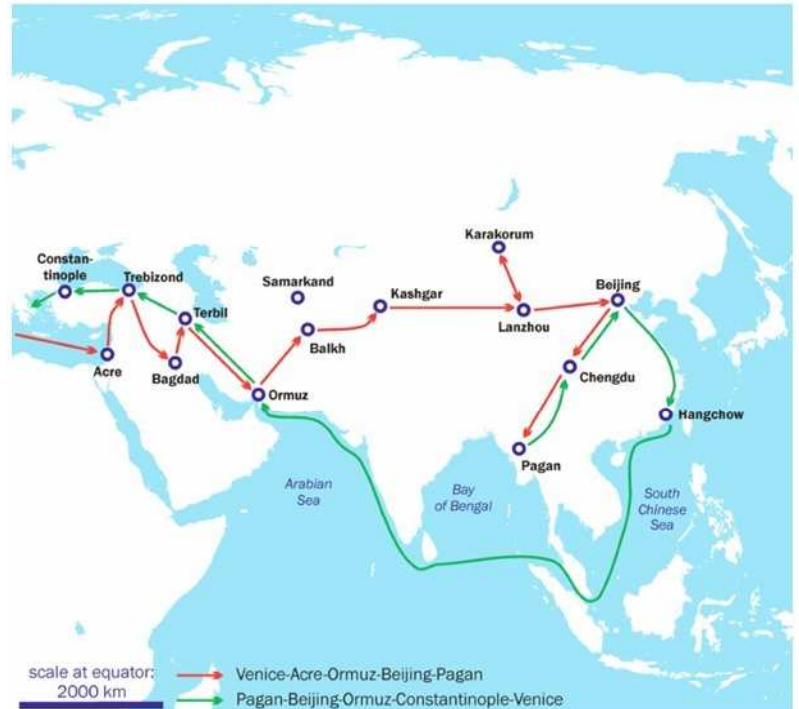 Karakorum
Constan-
tinople
Trebizond
Samarkand
Kashgar
Beijing
Terbil
Balkh
Lanzhou
Acre
Bagdad
Ormuz
Chengdu
Hangchow
Pagan
Arabian
Sea
Bay
of Bengal
South
Chinese
Sea
scale at equator:
2000 km
Venice-Acre-Ormuz-Beijing-Pagan
Pagan-Beijing-Ormuz-Constantinople-Venice